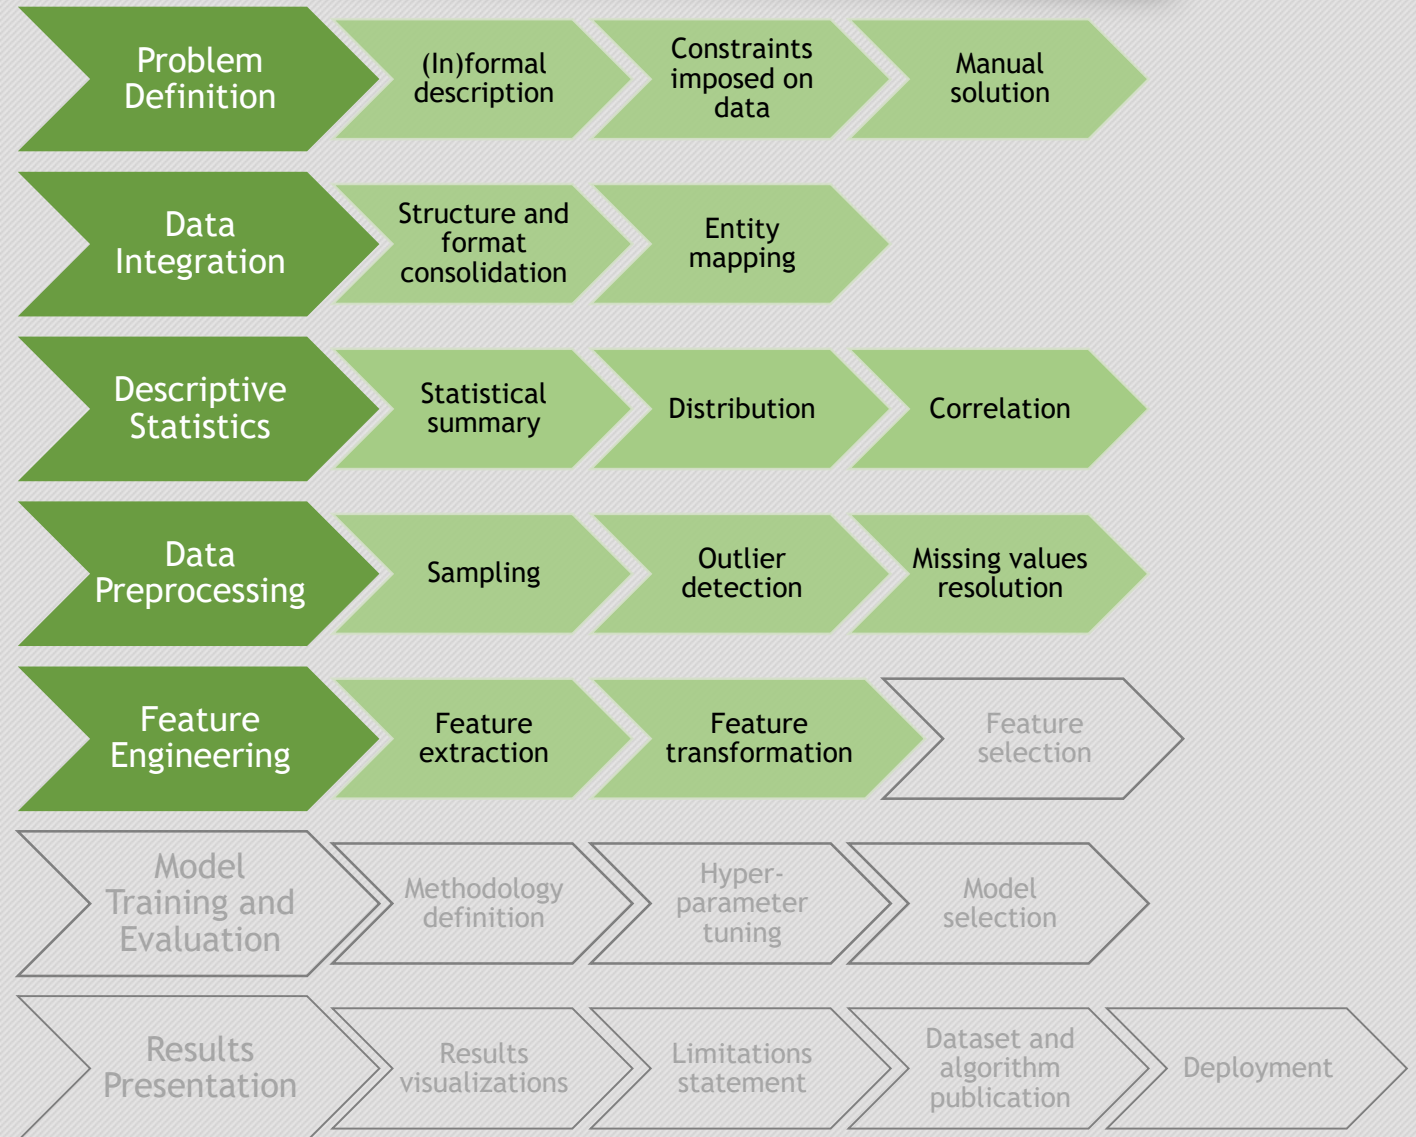 Problem
Definition
(In)formal
description
Constraints
imposed on
data
Manual
solution
Data
Integration
Structure and
format
consolidation
Entity
mapping
Descriptive
Statistics
Statistical
summary
Distribution
Correlation
Data
Preprocessing
Sampling
Outlier
detection
Missing values
resolution
Feature
Engineering
Feature
extraction
Feature
transformation
Feature
selection
Model
Training and
Evaluation
Methodology
definition
Hyper-
parameter
tuning
Model
selection
Results
Presentation
Results
visualizations
Limitations
statement
Dataset and
algorithm
publication
Deployment